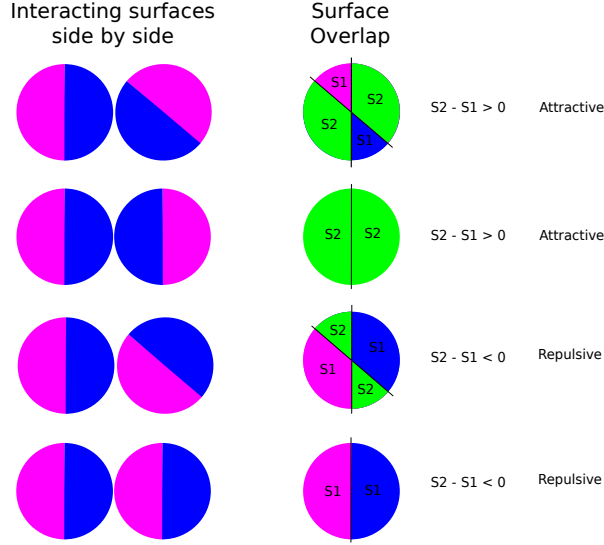 Interacting surfaces
side by side
Surface
Overlap
S1
S2
S2
S1
S2 - S1 > 0
Attractive
S2
S2
S2 - S1 > 0
Attractive
S2
S1
S1
S2
S2 - S1 < 0
Repulsive
S1
S1
S2 - S1 < 0
Repulsive